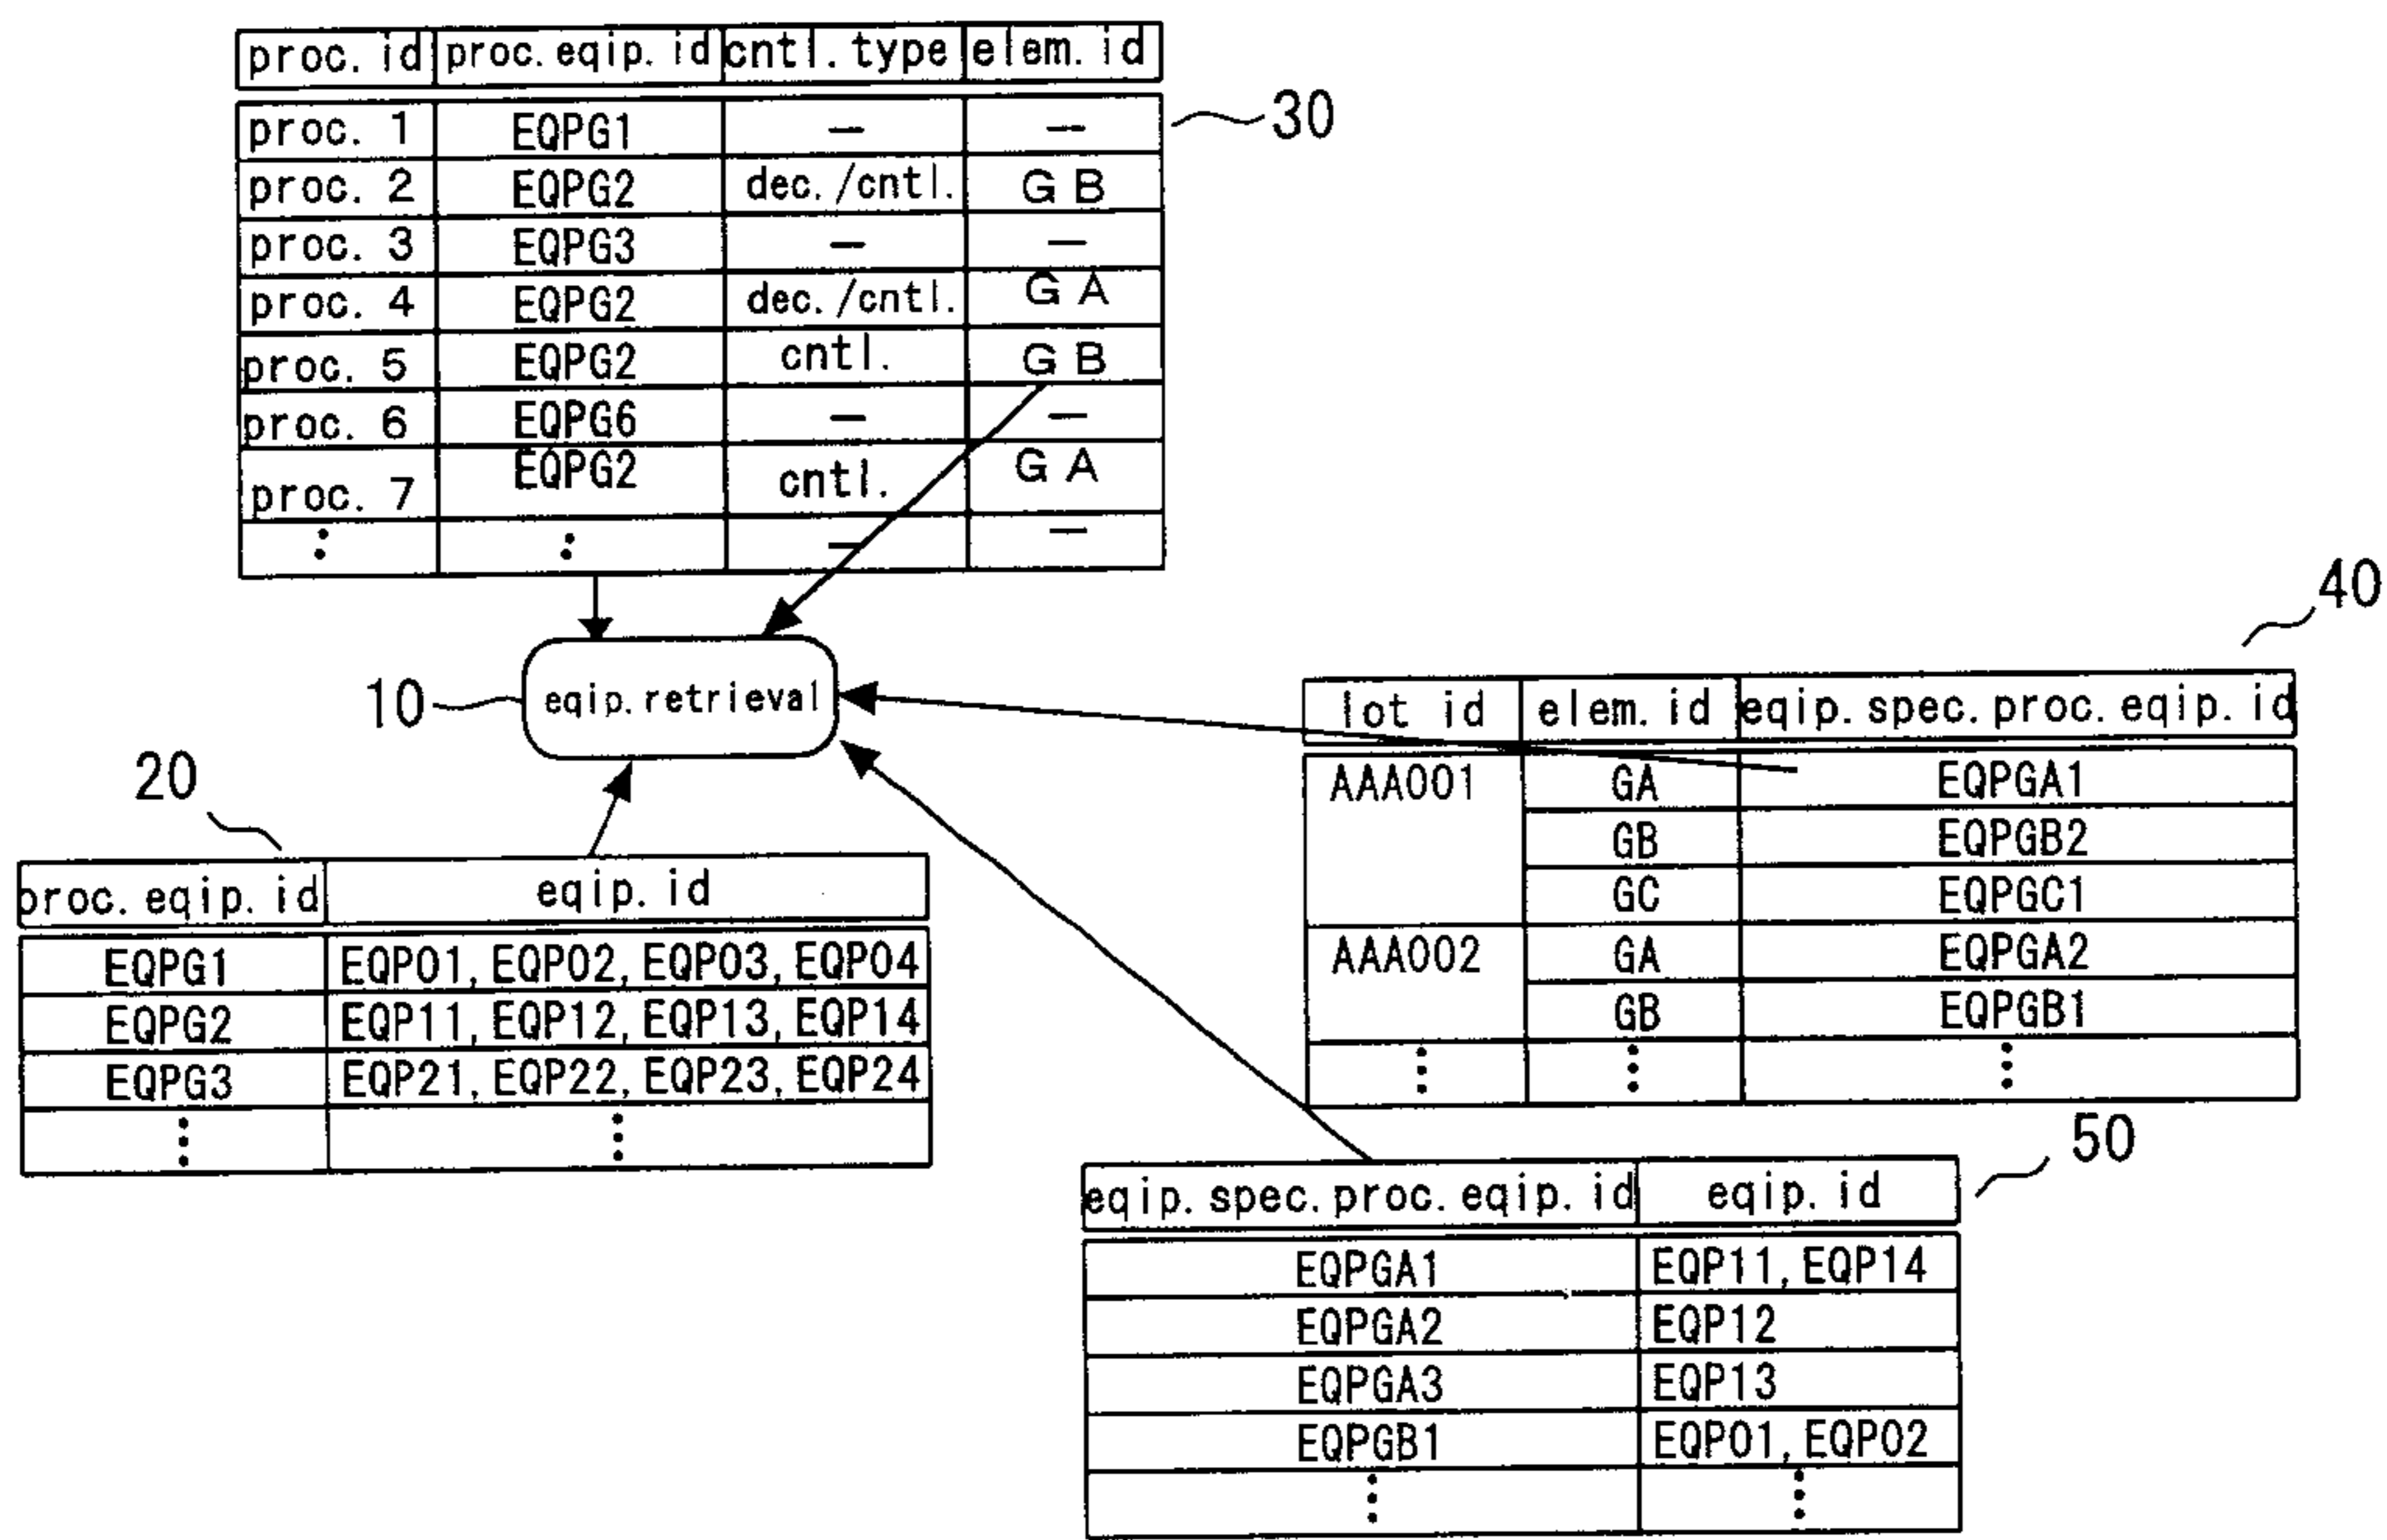 proc.id proc.eqip.id cntl.type elem.id
proc. 1 EQPG1 — —
30
proc. 2 EQPG2 dec./cntl. G B
proc. 3 EQPG3 — —
proc. 4 EQPG2 dec./cntl. G A
proc. 5 EQPG2 cntl. G B
proc. 6 EQPG6 — —
proc. 7 EQPG2 cntl. G A
⋮ ⋮ — —
10
eqip.retrieval
40
lot id elem.id eqip.spec.proc.eqip.id
AAA001 GA EQPGA1
GB EQPGB2
GC EQPGC1
AAA002 GA EQPGA2
GB EQPGB1
⋮ ⋮ ⋮
20
proc.eqip.id eqip.id
EQPG1 EQP01, EQP02, EQP03, EQP04
EQPG2 EQP11, EQP12, EQP13, EQP14
EQPG3 EQP21, EQP22, EQP23, EQP24
⋮ ⋮
50
eqip.spec.proc.eqip.id eqip.id
EQPGA1 EQP11, EQP14
EQPGA2 EQP12
EQPGA3 EQP13
EQPGB1 EQP01, EQP02
⋮ ⋮